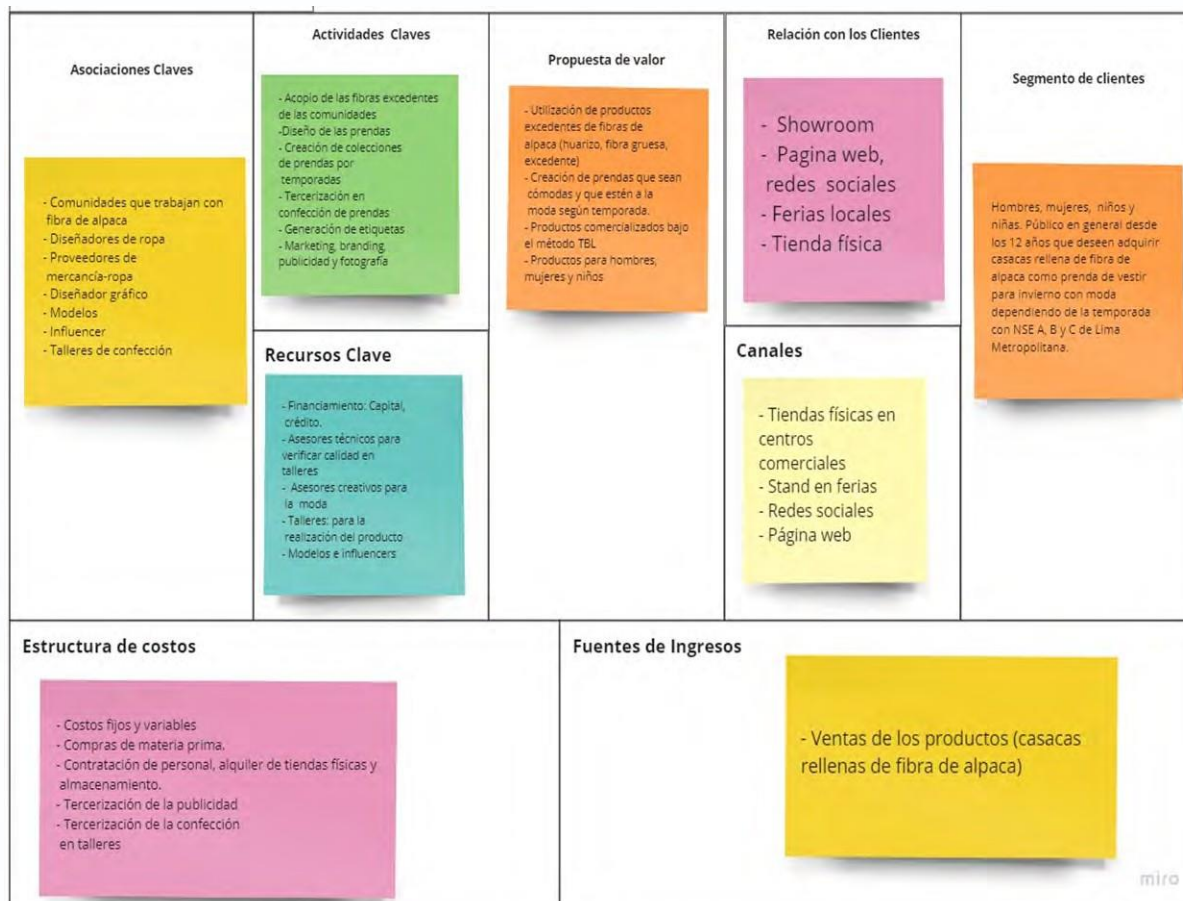 Asociaciones Claves
- Comunidades que trabajan con
fibra de alpaca
- Diseñadores de ropa
- Proveedores de
mercancía-ropa
- Diseñador gráfico
- Modelos
- Influencer
- Talleres de confección
Actividades Claves
- Acopio de las fibras excedentes
de las comunidades
-Diseño de las prendas
- Creación de colecciones
de prendas por
temporadas
- Tercerización en
confección de prendas
- Generación de etiquetas
- Marketing, branding,
publicidad y fotografía
Recursos Clave
- Financiamiento: Capital,
crédito.
- Asesores técnicos para
verificar calidad en
talleres
- Asesores creativos para
la moda
- Talleres: para la
realización del producto
- Modelos e influencers
Propuesta de valor
- Utilización de productos
excedentes de fibras de
alpaca (huarizo, fibra gruesa,
excedente)
- Creación de prendas que sean
cómodas y que estén a la
moda según temporada.
- Productos comercializados bajo
el método TBL
- Productos para hombres,
mujeres y niños
Relación con los Clientes
- Showroom
- Pagina web,
redes sociales
- Ferias locales
- Tienda física
Canales
- Tiendas físicas en
centros
comerciales
- Stand en ferias
- Redes sociales
- Página web
Segmento de clientes
Hombres, mujeres, niños y
niñas. Público en general desde
los 12 años que deseen adquirir
casacas rellena de fibra de
alpaca como prenda de vestir
para invierno con moda
dependiendo de la temporada
con NSE A, B y C de Lima
Metropolitana.
Estructura de costos
- Costos fijos y variables
- Compras de materia prima.
- Contratación de personal, alquiler de tiendas físicas y
almacenamiento.
- Tercerización de la publicidad
- Tercerización de la confección
en talleres
Fuentes de Ingresos
- Ventas de los productos (casacas
rellenas de fibra de alpaca)
miro